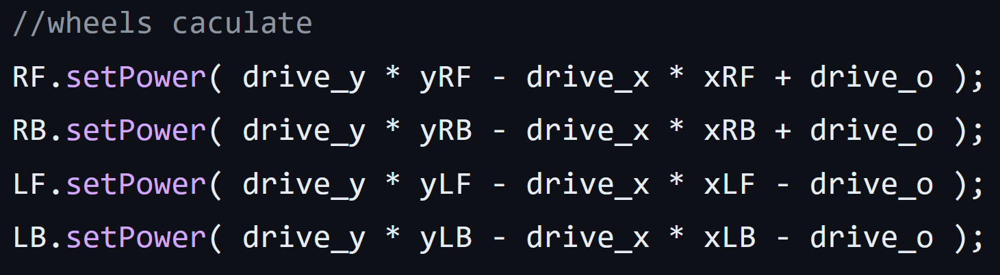 //wheels caculate
RF.setPower( drive_y * yRF - drive_x * xRF + drive_o );
RB.setPower( drive_y * yRB - drive_x * xRB + drive_o );
LF.setPower( drive_y * yLF - drive_x * xLF - drive_o );
LB.setPower( drive_y * yLB - drive_x * xLB - drive_o );